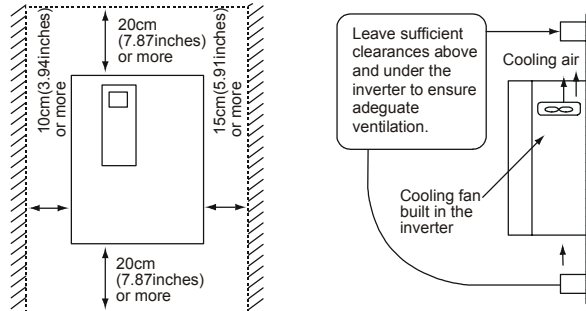 20cm
(7.87inches)
or more
10cm(3.94inches)
or more
15cm(5.91inches)
or more
20cm
(7.87inches)
or more
Leave sufficient
clearances above
and under the
inverter to ensure
adeguate
ventilation.
Cooling air
Cooling fan
built in the
inverter